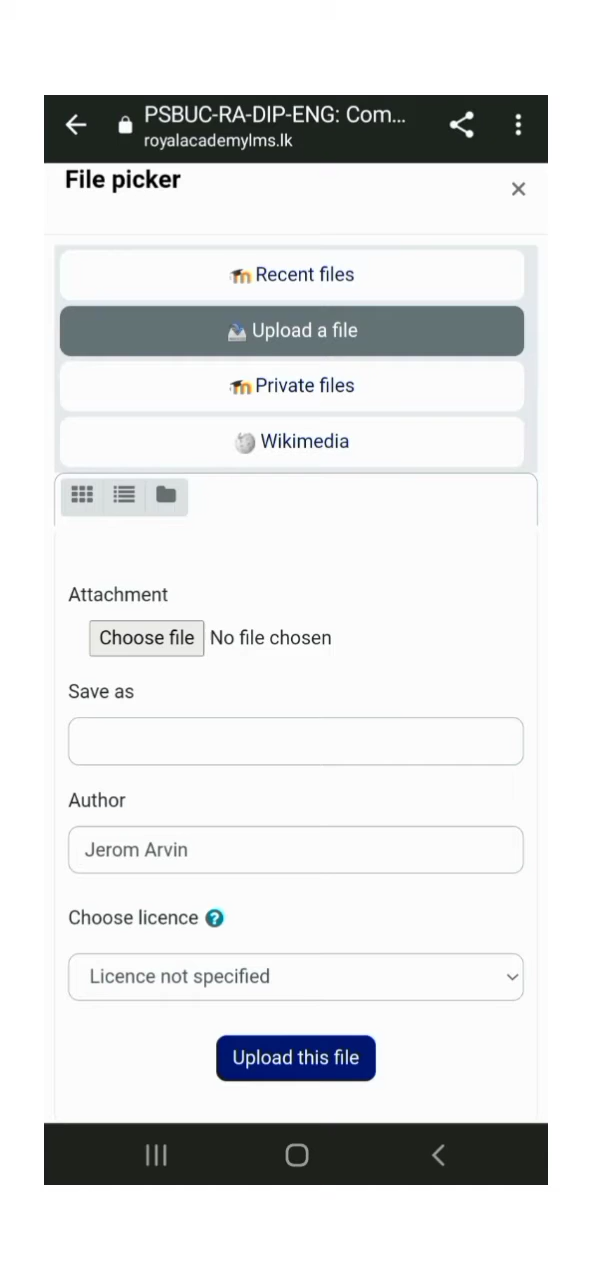 PSBUC-RA-DIP-ENG: Com...
royalacademylms.lk
File picker
Recent files
Upload a file
Private files
Wikimedia
Attachment
Choose file No file chosen
Save as
Author
Jerom Arvin
Choose licence ?
Licence not specified
Upload this file